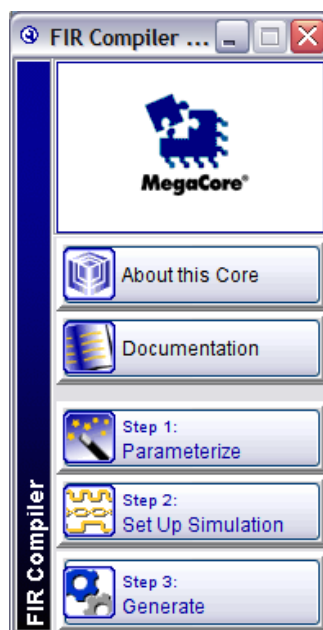 FIR Compiler ...
MegaCore®
About this Core
Documentation
Step 1:
Parameterize
Step 2:
Set Up Simulation
Step 3:
Generate
FIR Compiler